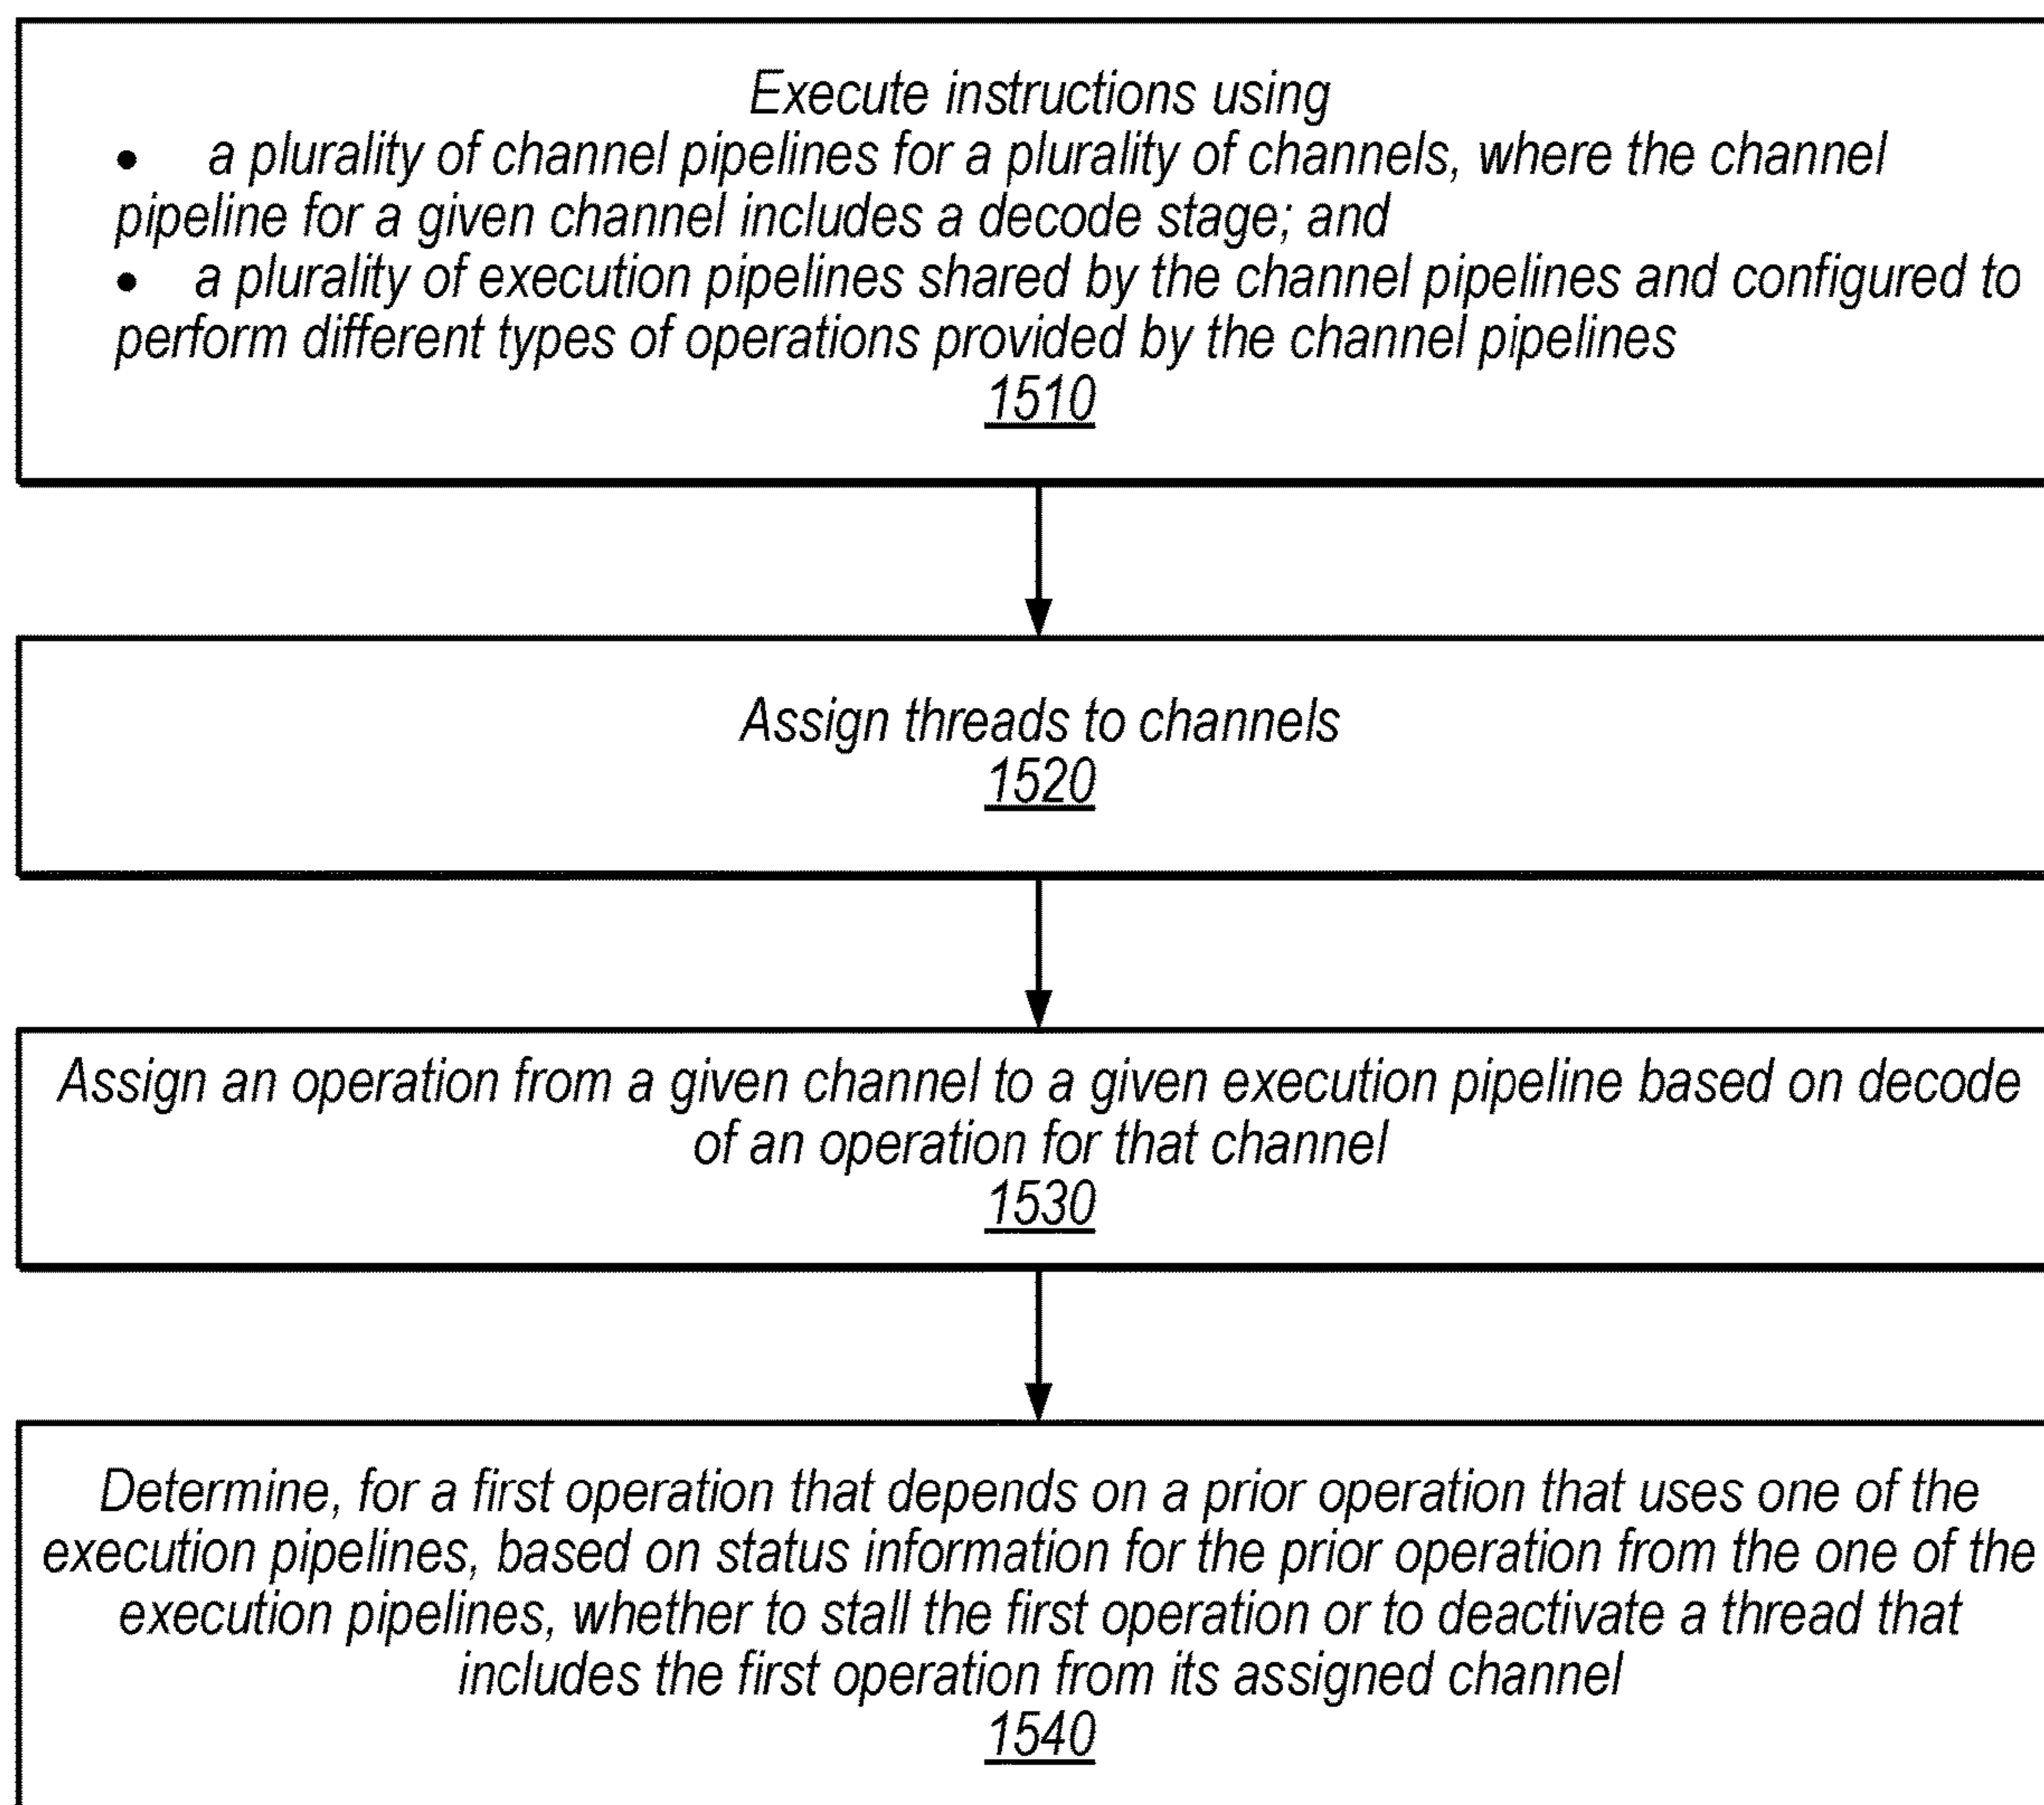 Execute instructions using
• a plurality of channel pipelines for a plurality of channels, where the channel
pipeline for a given channel includes a decode stage; and
• a plurality of execution pipelines shared by the channel pipelines and configured to
perform different types of operations provided by the channel pipelines
1510
Assign threads to channels
1520
Assign an operation from a given channel to a given execution pipeline based on decode
of an operation for that channel
1530
Determine, for a first operation that depends on a prior operation that uses one of the
execution pipelines, based on status information for the prior operation from the one of the
execution pipelines, whether to stall the first operation or to deactivate a thread that
includes the first operation from its assigned channel
1540